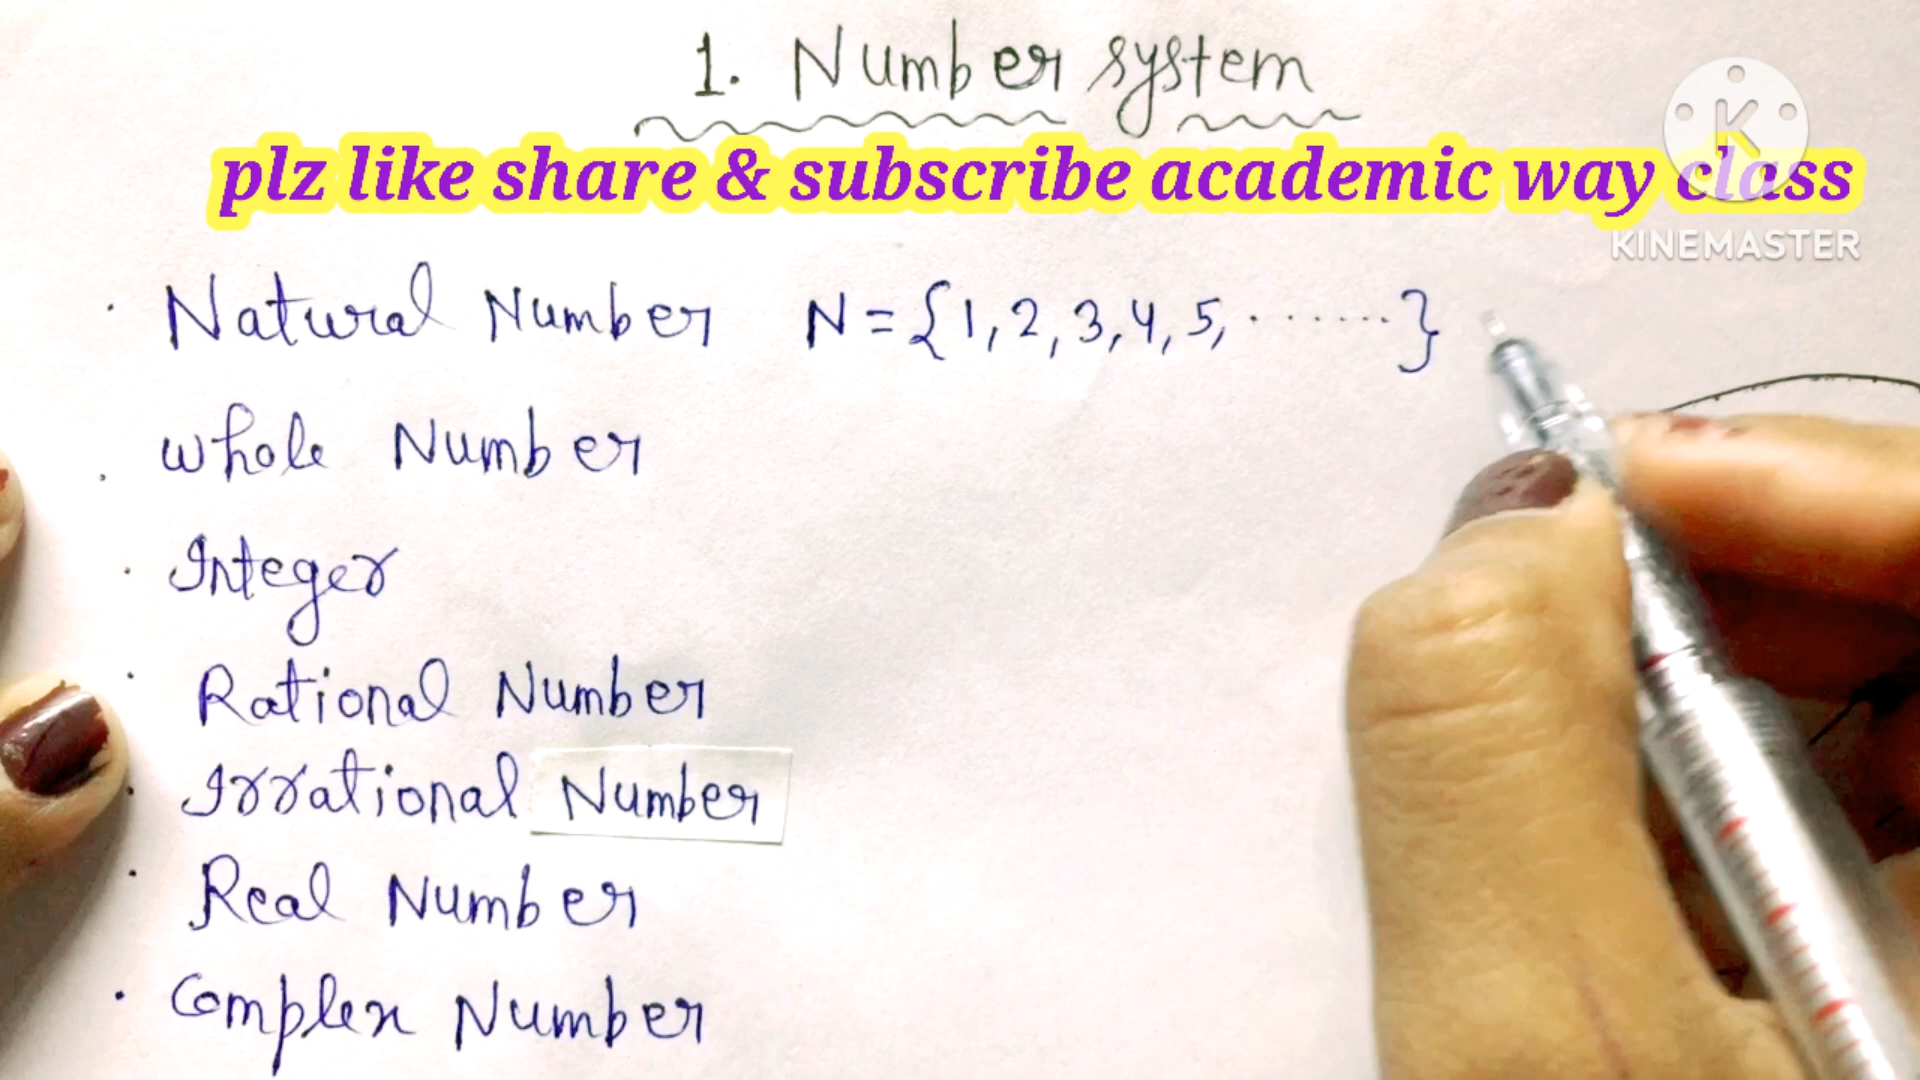 1. Number system
plz like share & subscribe academic way class
KINEMASTER
Natural Number N = {1, 2, 3, 4, 5, .......}
whole Number
Integer
Rational Number
Irrational Number
Real Number
Complex Number